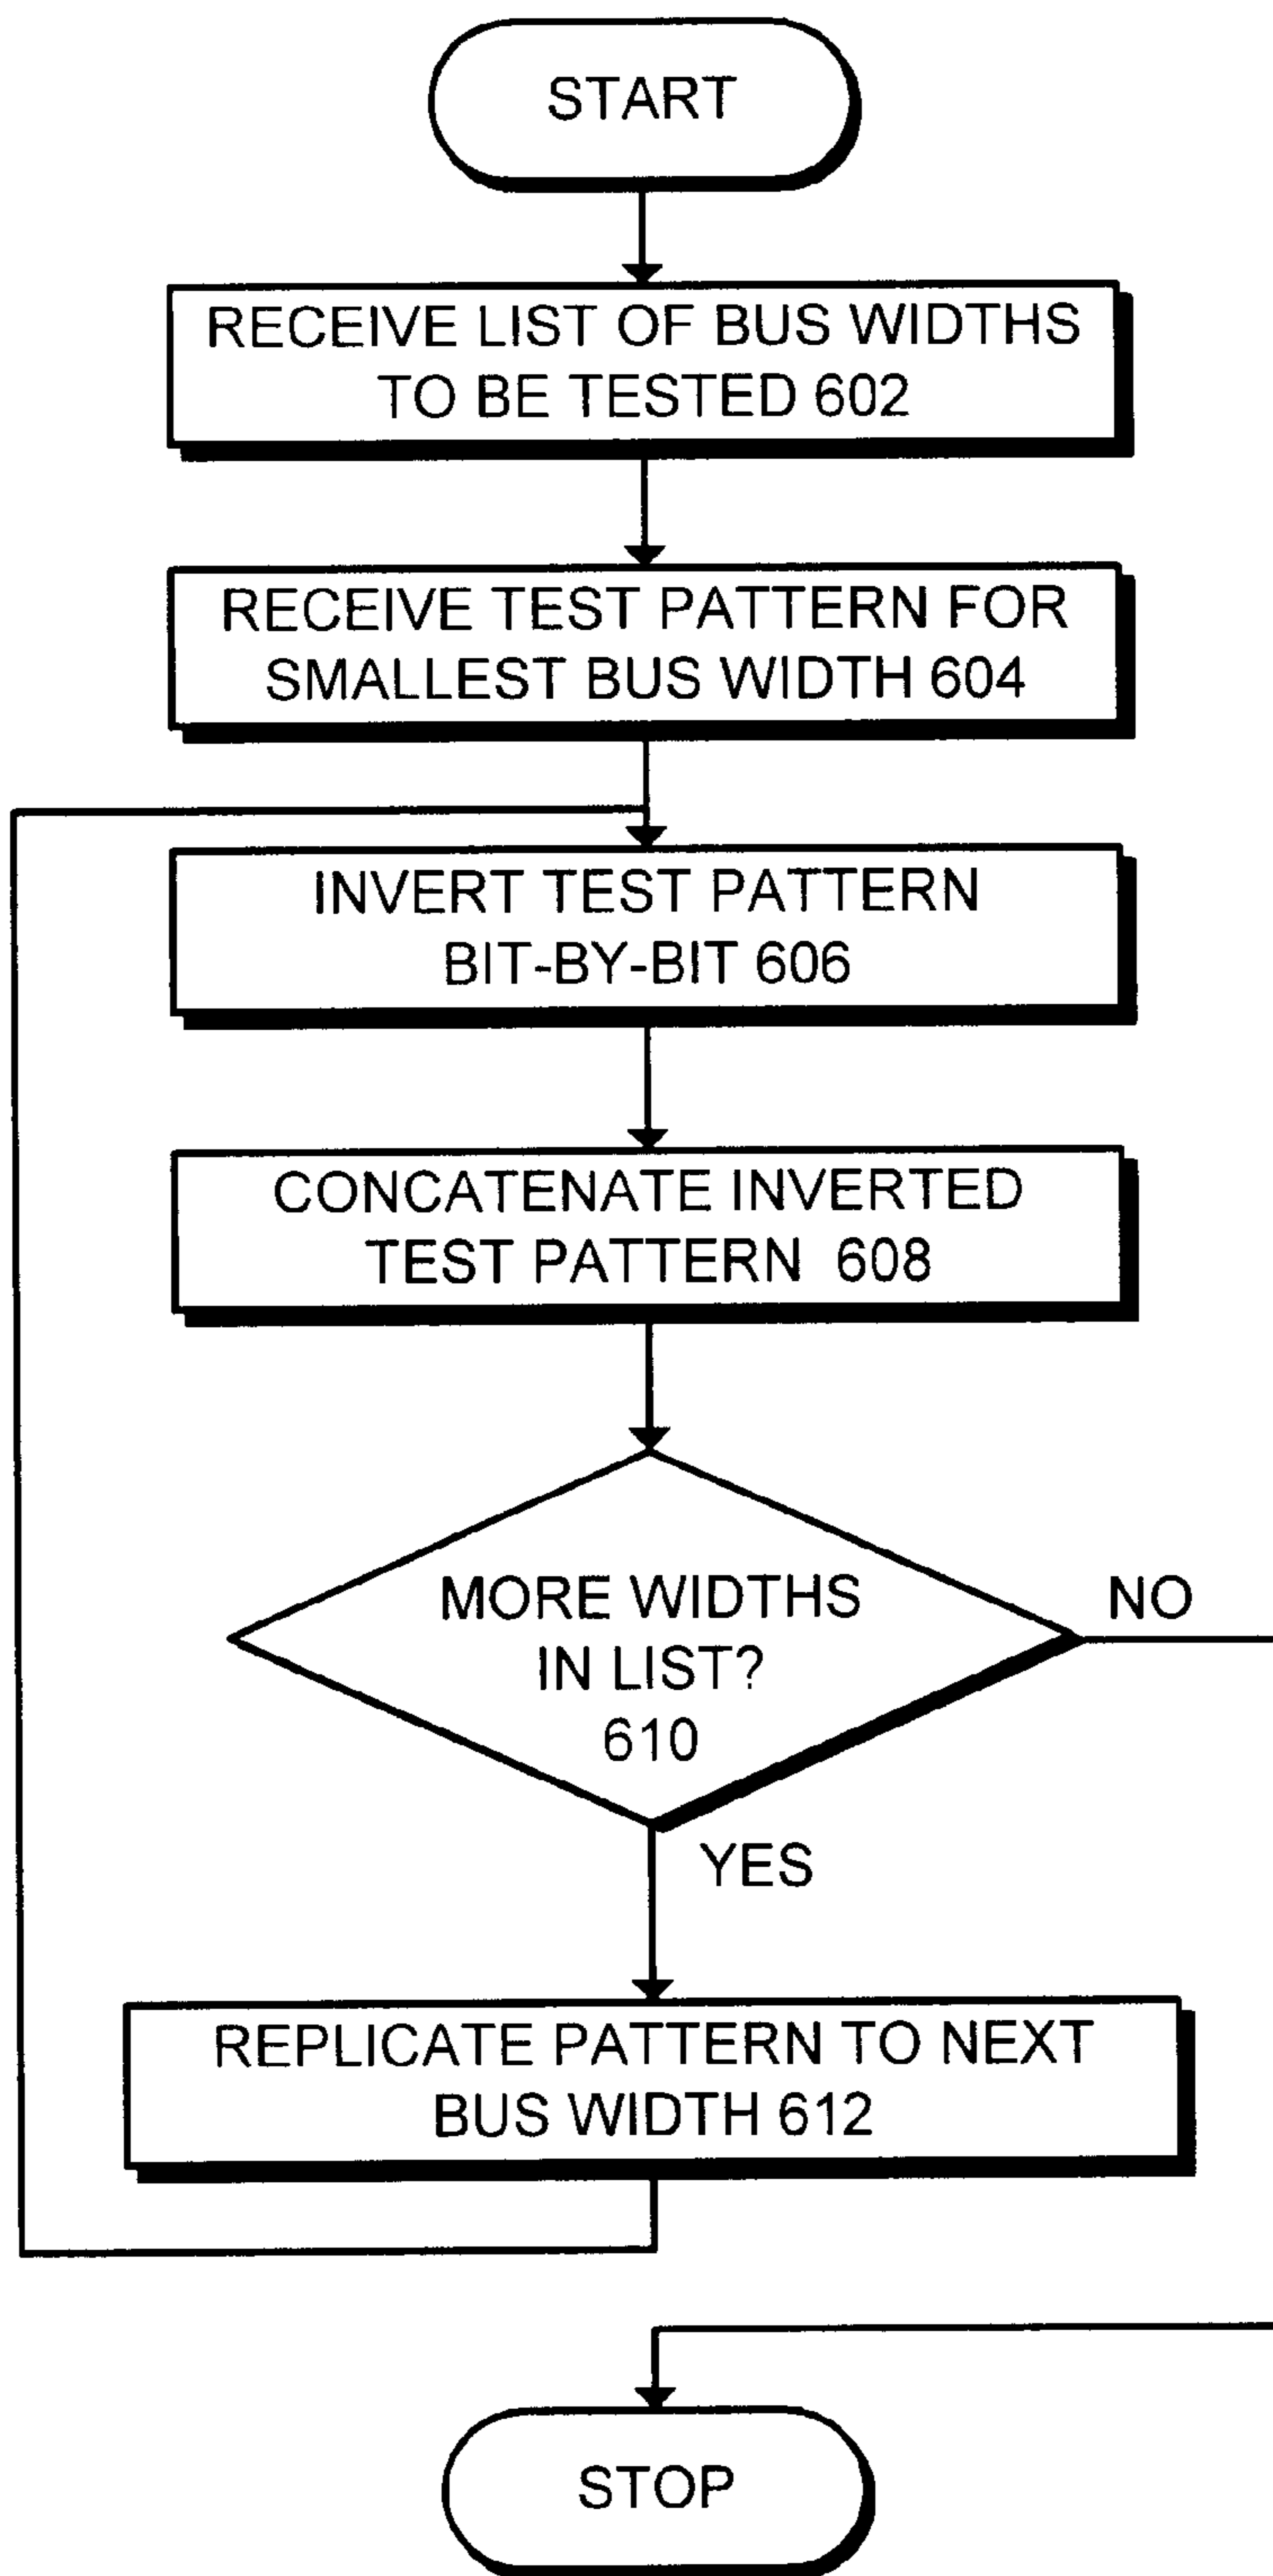 START
RECEIVE LIST OF BUS WIDTHS
TO BE TESTED 602
RECEIVE TEST PATTERN FOR
SMALLEST BUS WIDTH 604
INVERT TEST PATTERN
BIT-BY-BIT 606
CONCATENATE INVERTED
TEST PATTERN 608
MORE WIDTHS
IN LIST?
610
NO
YES
REPLICATE PATTERN TO NEXT
BUS WIDTH 612
STOP